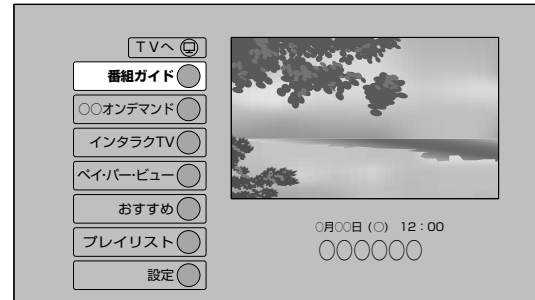 TVへ
番組ガイド
○○オンデマンド
インタラクTV
ペイ・パー・ビュー
おすすめ
プレイリスト
設定
○月○○日 (○) 12：00
○○○○○○